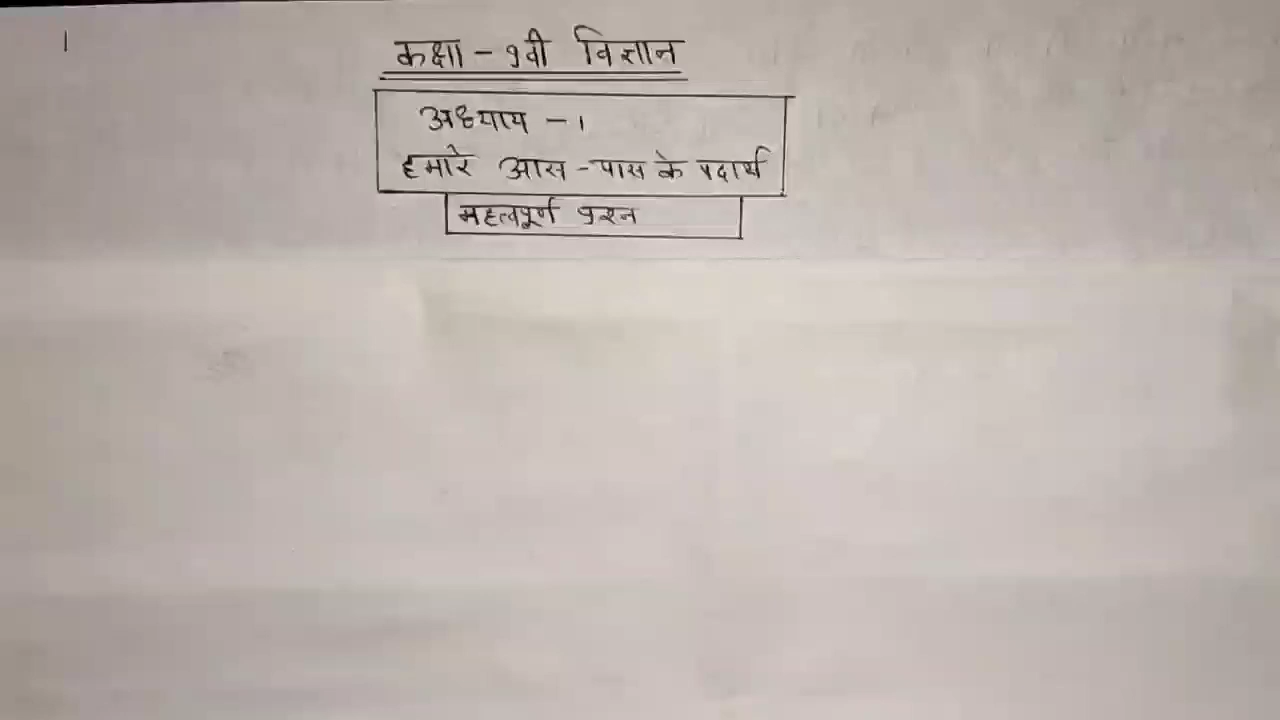 कक्षा - 9वी विज्ञान
अध्याय - 1
हमारे आस - पास के पदार्थ
महत्वपूर्ण प्रश्न